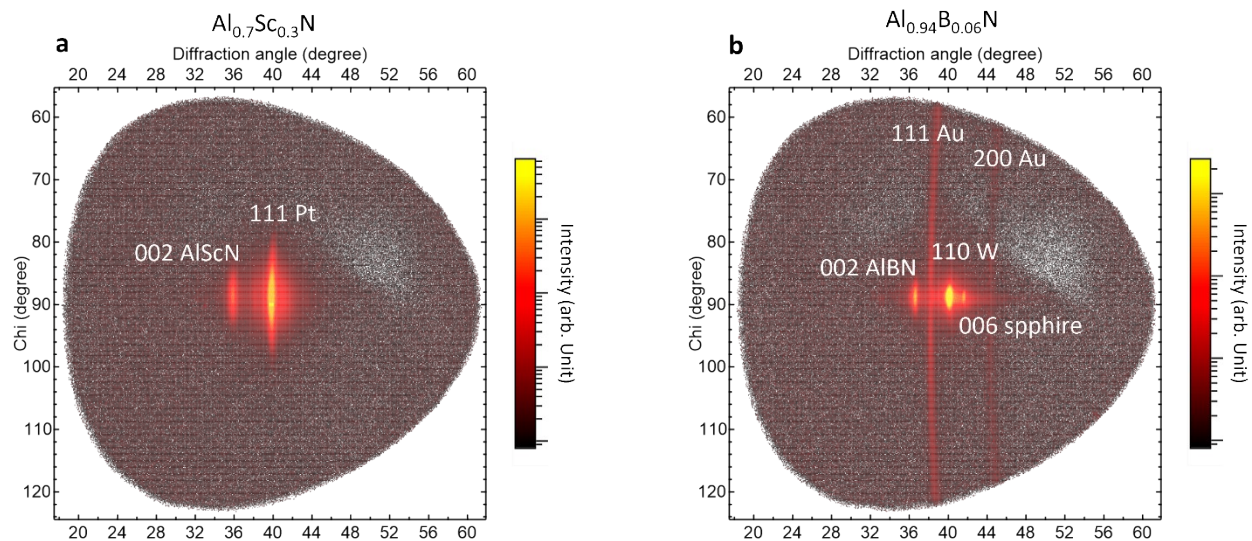 Al0.7Sc0.3N
a
Diffraction angle (degree)
20 24 28 32 36 40 44 48 52 56 60
60
70
80
90
100
110
120
Chi (degree)
111 Pt
002 AlScN
20 24 28 32 36 40 44 48 52 56 60
Intensity (arb. Unit)
Al0.94B0.06N
b
Diffraction angle (degree)
20 24 28 32 36 40 44 48 52 56 60
60
70
80
90
100
110
120
Chi (degree)
111 Au
200 Au
110 W
002 AlBN
006 spphire
20 24 28 32 36 40 44 48 52 56 60
Intensity (arb. Unit)